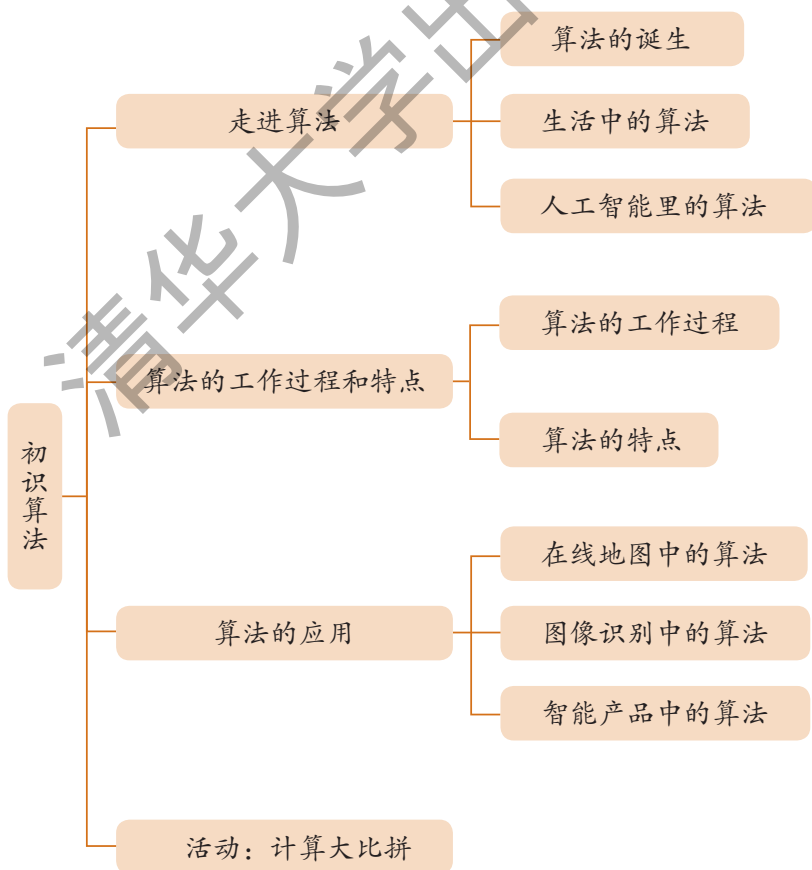 初识算法
走进算法
算法的诞生
生活中的算法
人工智能里的算法
算法的工作过程和特点
算法的工作过程
算法的特点
算法的应用
在线地图中的算法
图像识别中的算法
智能产品中的算法
活动：计算大比拼
清华大学出